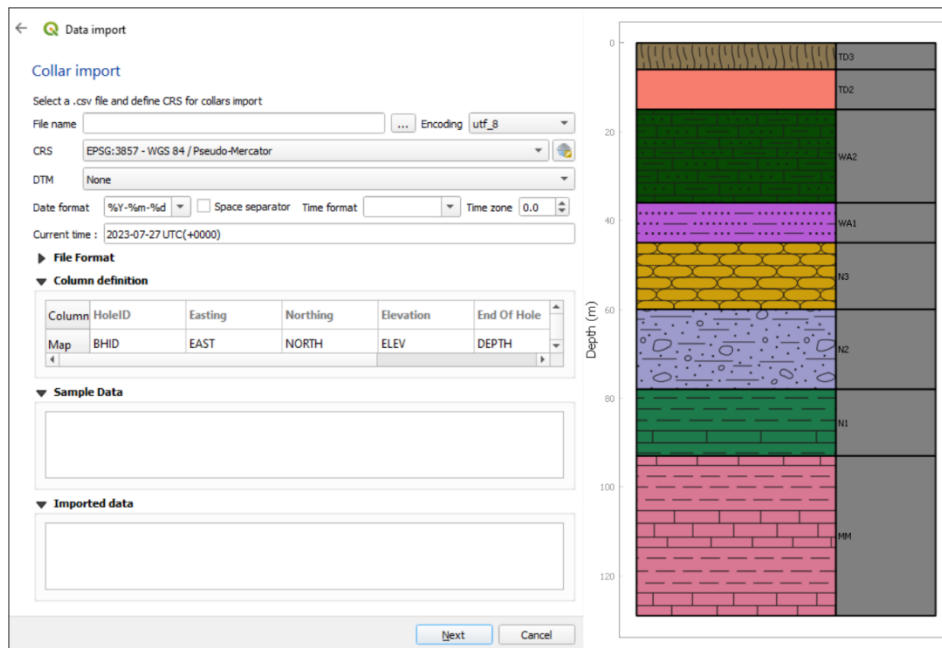 Data import
Collar import
Select a .csv file and define CRS for collars import
File name ... Encoding utf_8
CRS EPSG:3857 - WGS 84 / Pseudo-Mercator
DTM None
Date format %Y-%m-%d Space separator Time format Time zone 0.0
Current time : 2023-07-27 UTC(+0000)
File Format
Column definition
Column HoleID Easting Northing Elevation End Of Hole
Map BHID EAST NORTH ELEV DEPTH
Sample Data
Imported data
Next Cancel
Depth (m)
0
20
40
60
80
100
120
TD3
TD2
WA2
WA1
N3
N2
N1
MM